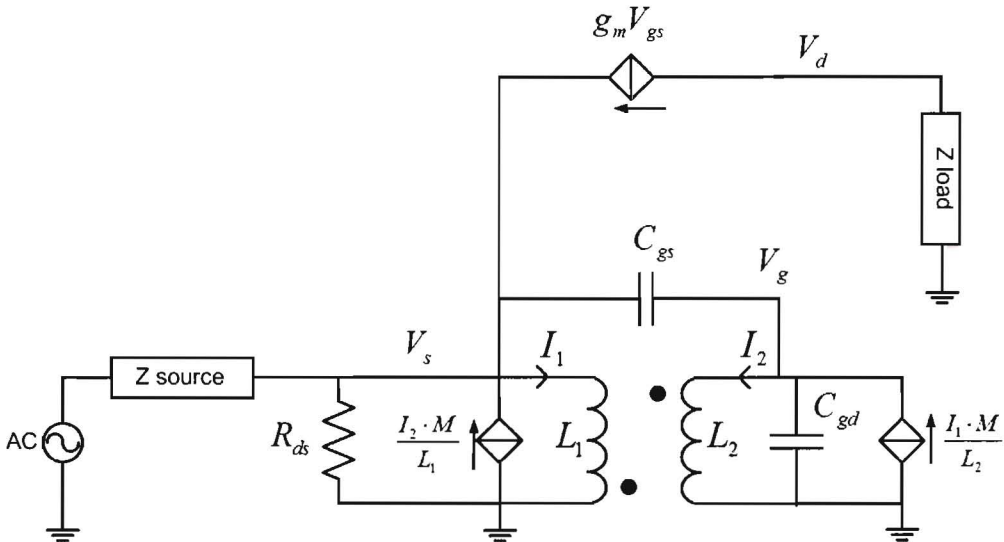 g_m V_gs
V_d
Z load
C_gs
V_g
V_s
I_1
I_2
Z source
AC
R_ds
I_2 · M
L_1
L_1
L_2
C_gd
I_1 · M
L_2